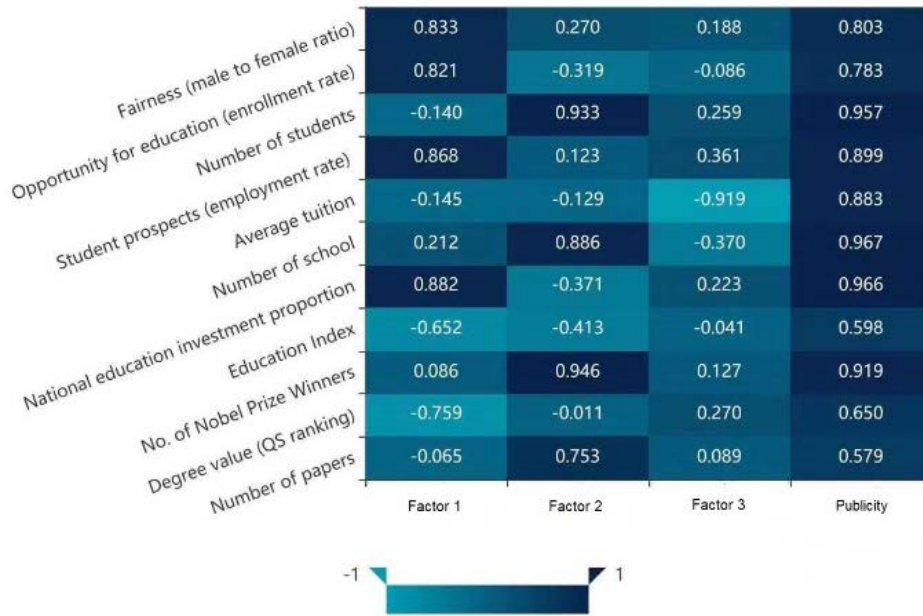 Fairness (male to female ratio) 0.833 0.270 0.188 0.803
Opportunity for education (enrollment rate) 0.821 -0.319 -0.086 0.783
Number of students -0.140 0.933 0.259 0.957
Student prospects (employment rate) 0.868 0.123 0.361 0.899
Average tuition -0.145 -0.129 -0.919 0.883
Number of school 0.212 0.886 -0.370 0.967
National education investment proportion 0.882 -0.371 0.223 0.966
Education Index -0.652 -0.413 -0.041 0.598
No. of Nobel Prize Winners 0.086 0.946 0.127 0.919
Degree value (QS ranking) -0.759 -0.011 0.270 0.650
Number of papers -0.065 0.753 0.089 0.579
Factor 1 Factor 2 Factor 3 Publicity
-1 1